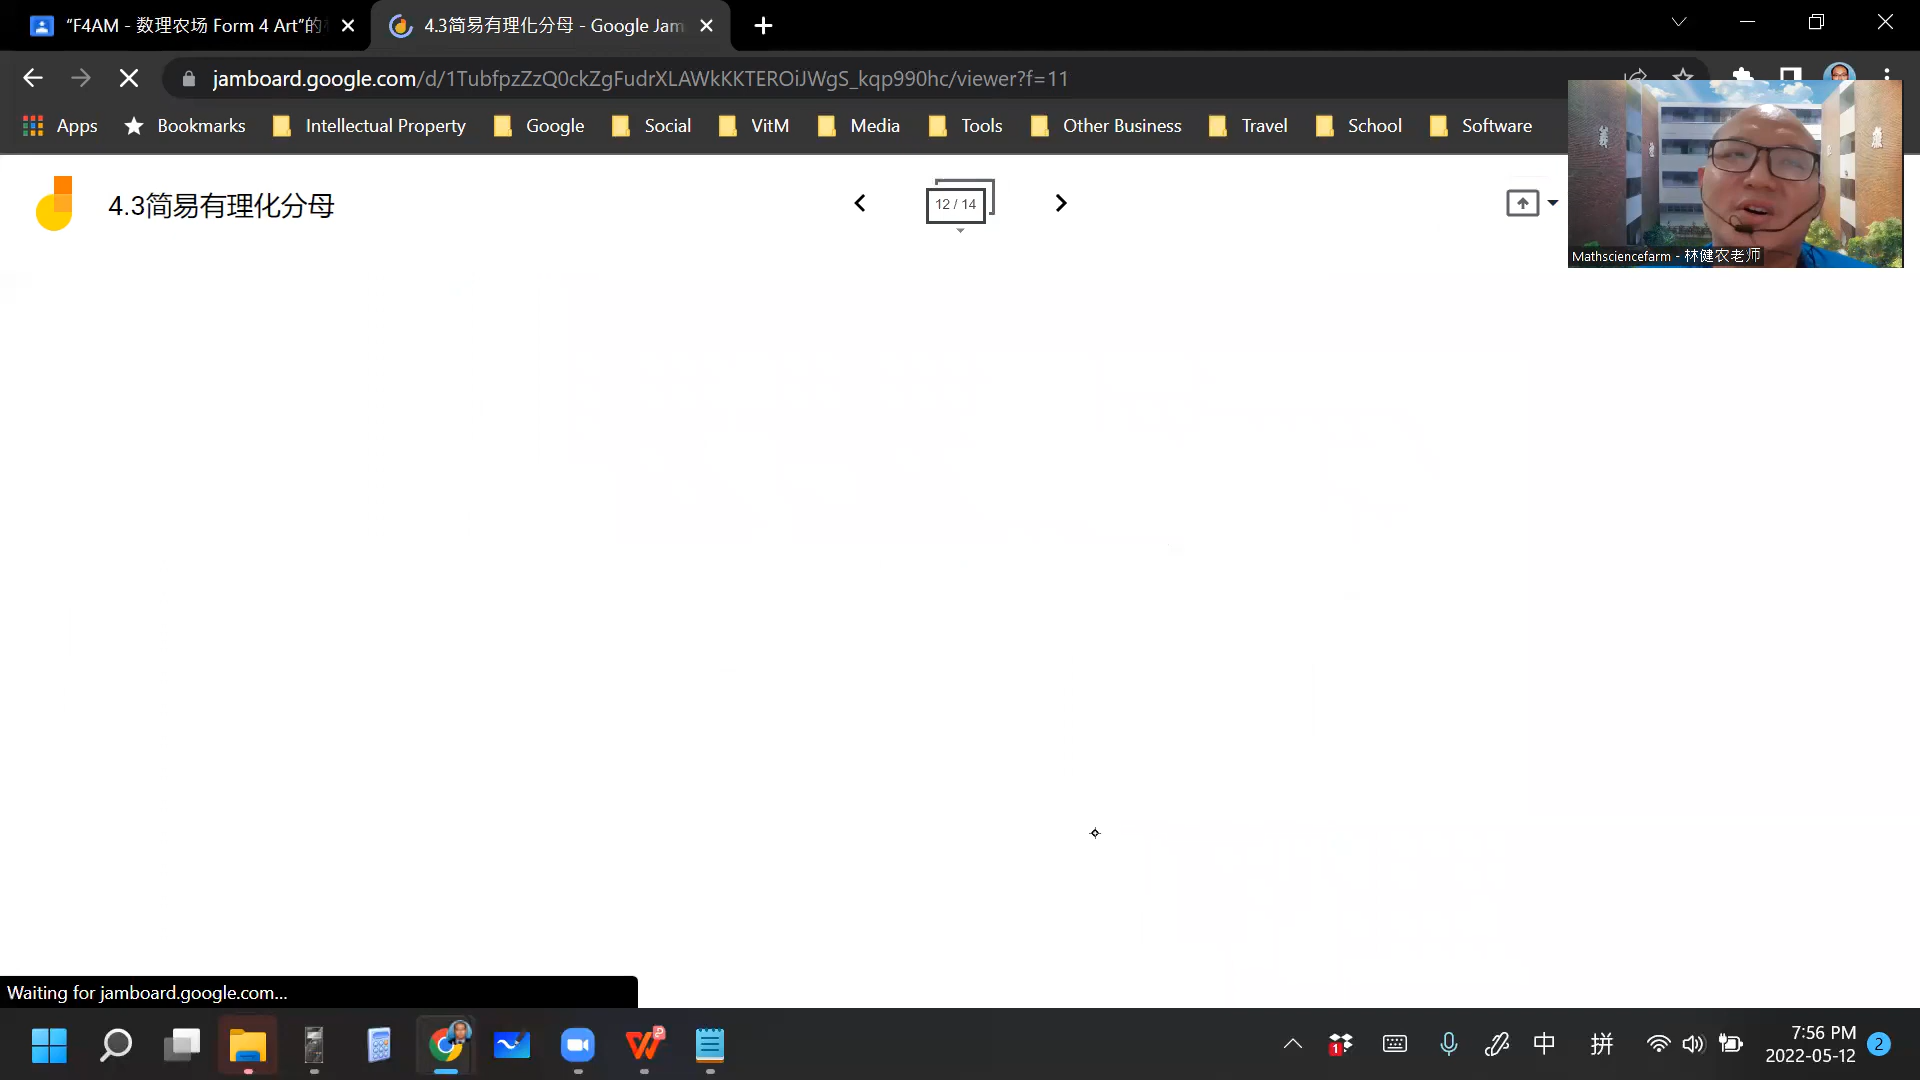 “F4AM - 数理农场 Form 4 Art”的
4.3简易有理化分母 - Google Jam
jamboard.google.com/d/1TubfpzZzQ0ckZgFudrXLAWkKKTEROiJWgS_kqp990hc/viewer?f=11
Apps
Bookmarks
Intellectual Property
Google
Social
VitM
Media
Tools
Other Business
Travel
School
Software
4.3简易有理化分母
12 / 14
Mathsciencefarm - 林健农老师
Waiting for jamboard.google.com...
1
中
拼
7:56 PM
2022-05-12
2